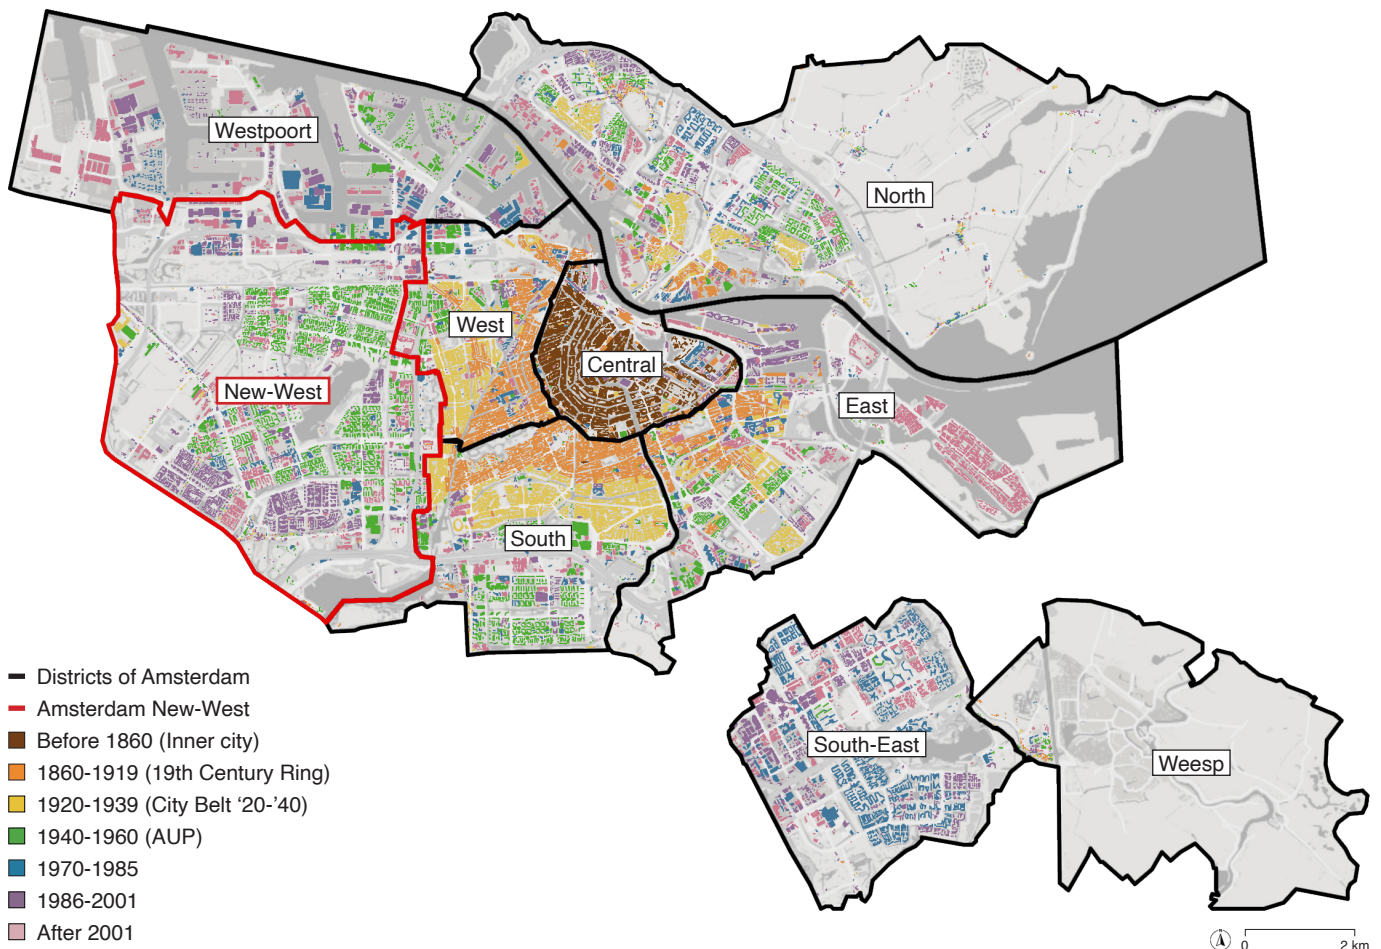 Westpoort
North
West
Central
New-West
East
South
South-East
Weesp
Districts of Amsterdam
Amsterdam New-West
Before 1860 (Inner city)
1860-1919 (19th Century Ring)
1920-1939 (City Belt ‘20-’40)
1940-1960 (AUP)
1970-1985
1986-2001
After 2001
0 2 km